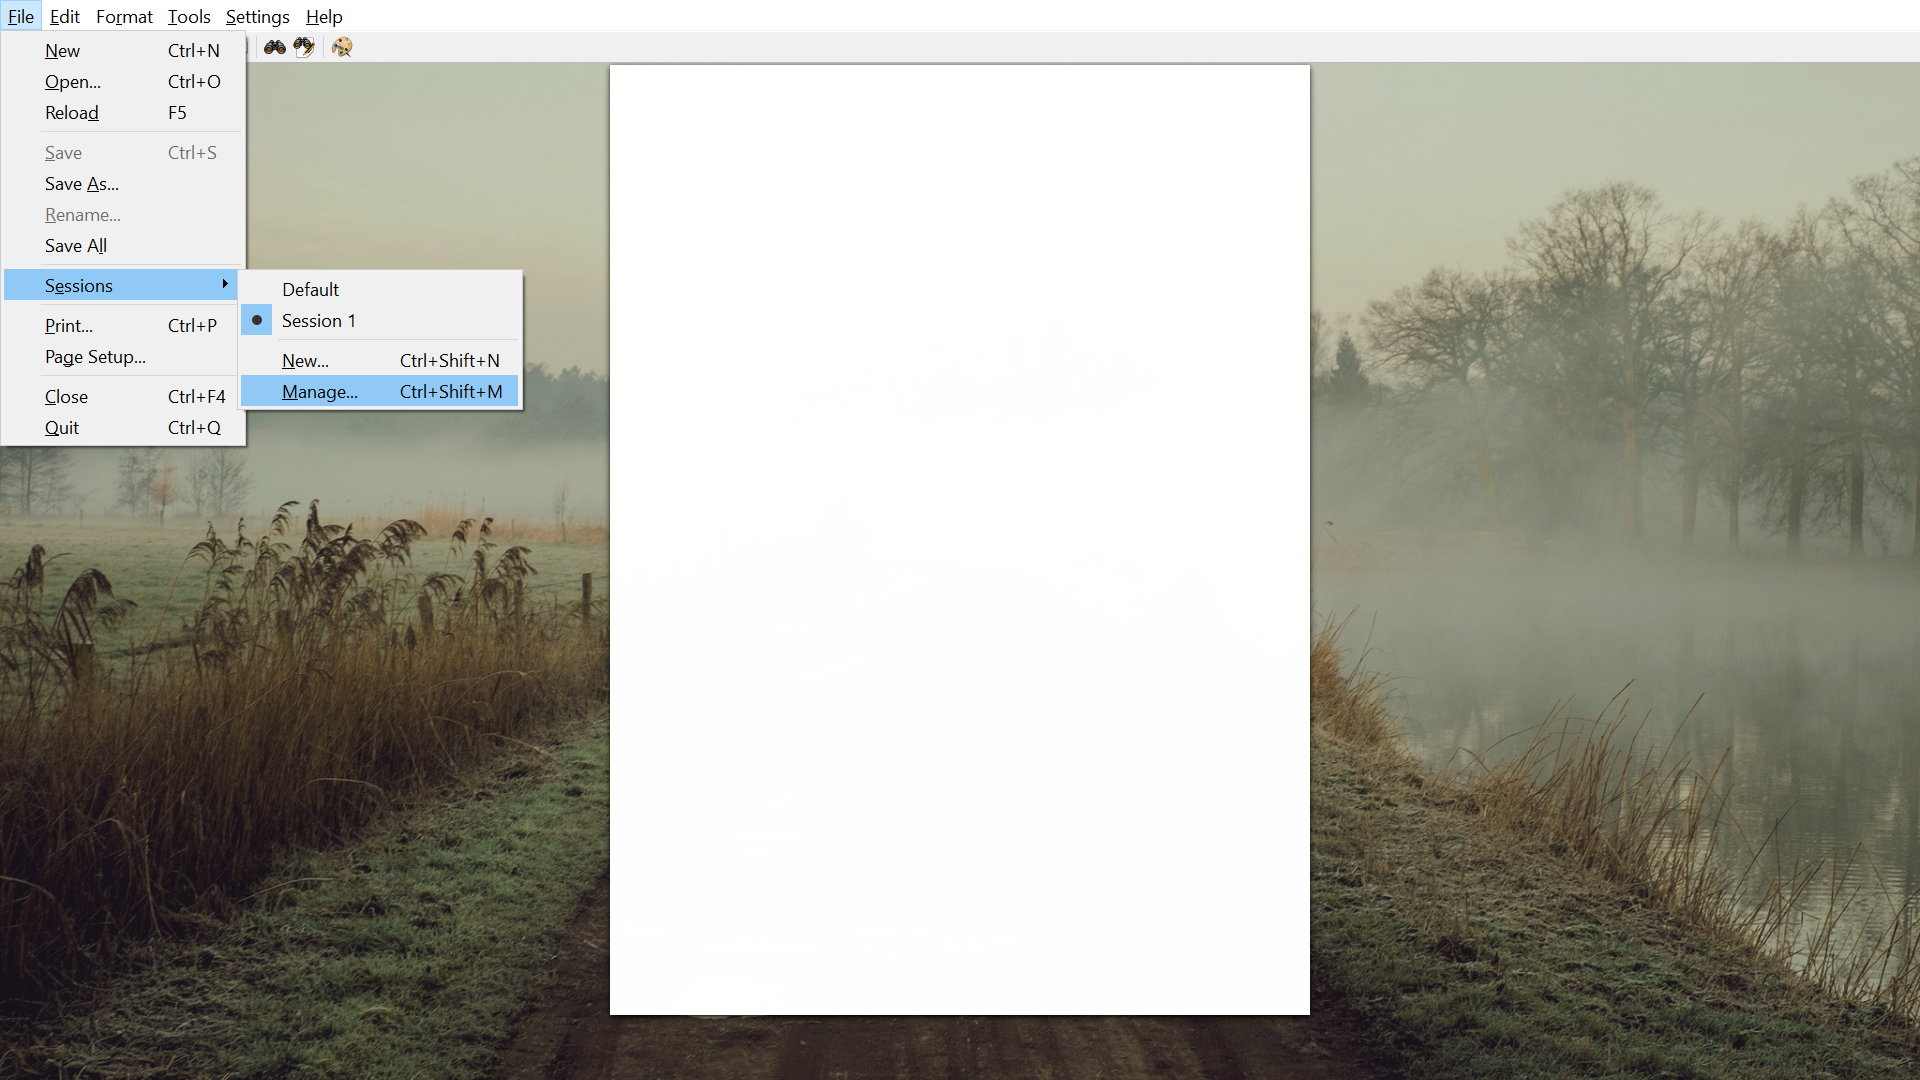 File Edit Format Tools Settings Help
New Ctrl+N
Open... Ctrl+O
Reload F5
Save Ctrl+S
Save As...
Rename...
Save All
Sessions
Default
Session 1
New... Ctrl+Shift+N
Manage... Ctrl+Shift+M
Print... Ctrl+P
Page Setup...
Close Ctrl+F4
Quit Ctrl+Q